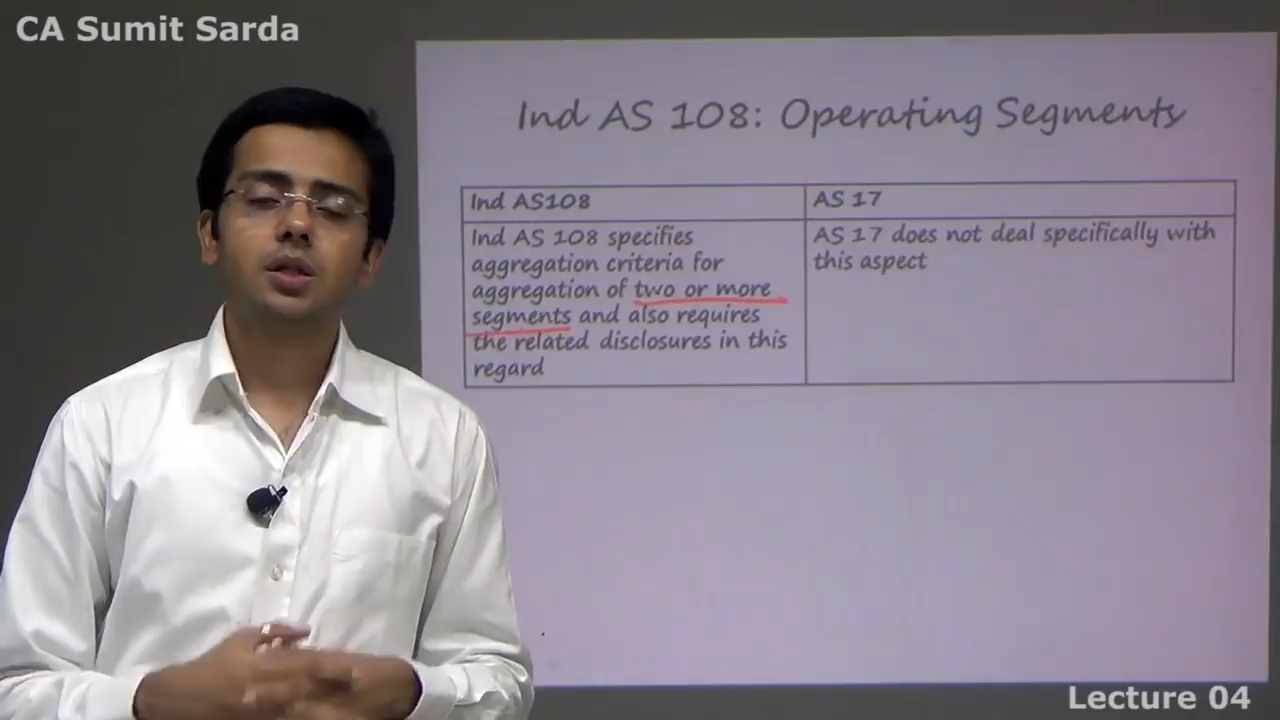 CA Sumit Sarda
Ind AS 108: Operating Segments
Ind AS108
AS 17
Ind AS 108 specifies
aggregation criteria for
aggregation of two or more
segments and also requires
the related disclosures in this
regard
AS 17 does not deal specifically with
this aspect
Lecture 04